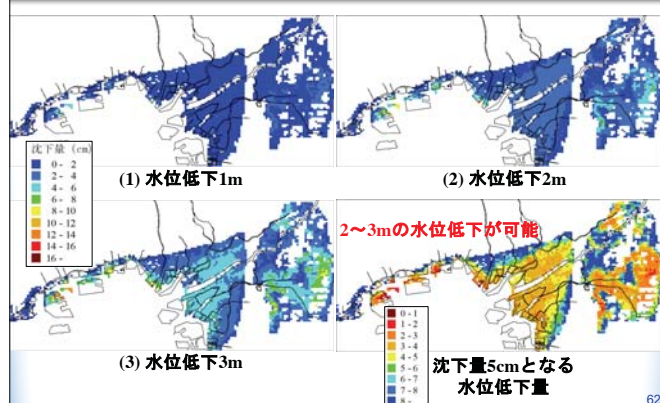 沈下量 (cm)
0 - 2
2 - 4
4 - 6
6 - 8
8 - 10
10 - 12
12 - 14
14 - 16
16 -
(1) 水位低下1m
(2) 水位低下2m
2～3mの水位低下が可能
(3) 水位低下3m
0 - 1
1 - 2
2 - 3
3 - 4
4 - 5
5 - 6
6 - 7
7 - 8
8 -
沈下量5cmとなる
水位低下量
62